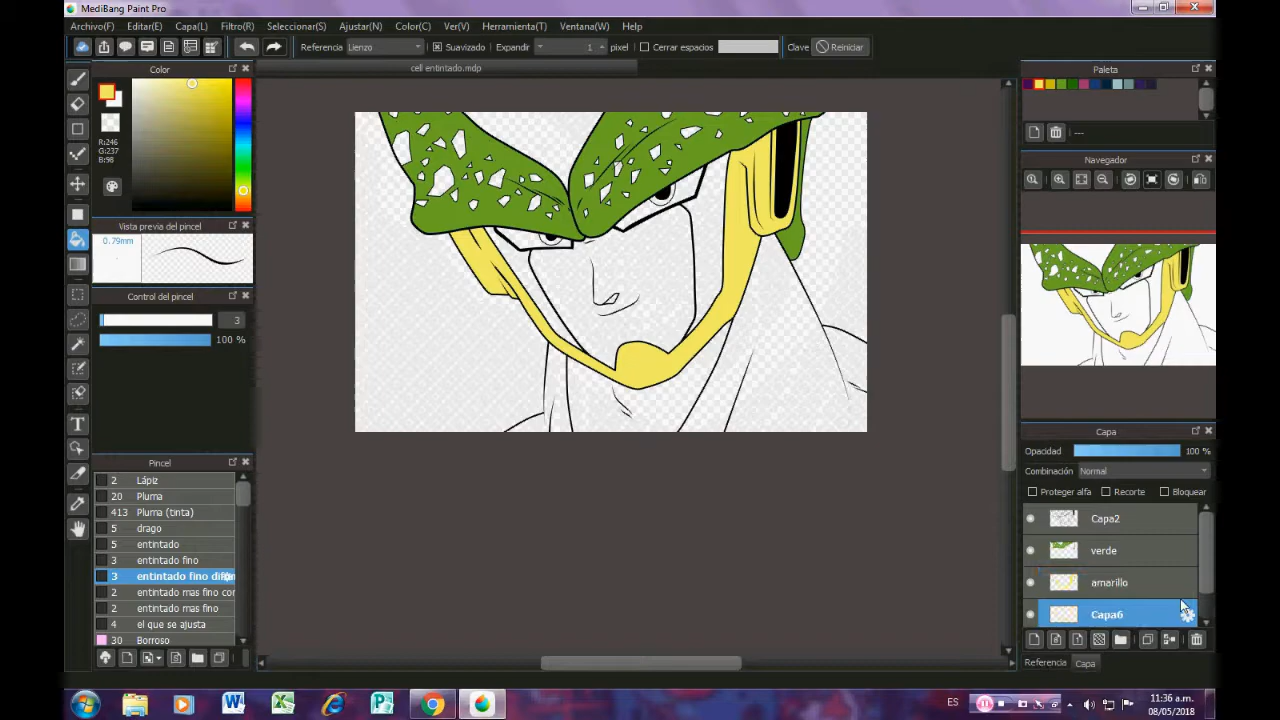 MediBang Paint Pro
Archivo(F) Editar(E) Capa(L) Filtro(R) Seleccionar(S) Ajustar(N) Color(C) Ver(V) Herramienta(T) Ventana(W) Help
Referencia Lienzo Suavizado Expandir 1 pixel Cerrar espacios Clave Reiniciar
Color
cell entintado.mdp
Paleta
R:246
G:237
B:98
---
Navegador
Vista previa del pincel
0.79mm
Control del pincel
3
100 %
Capa
Opacidad 100 %
Combinación Normal
Proteger alfa Recorte Bloquear
Capa2
verde
amarillo
Capa6
Referencia Capa
Pincel
2 Lápiz
20 Pluma
413 Pluma (tinta)
5 drago
5 entintado
3 entintado fino
3 entintado fino
2 entintado mas fino cor
2 entintado mas fino
4 el que se ajusta
30 Borroso
ES
11:36 a.m.
08/05/2018